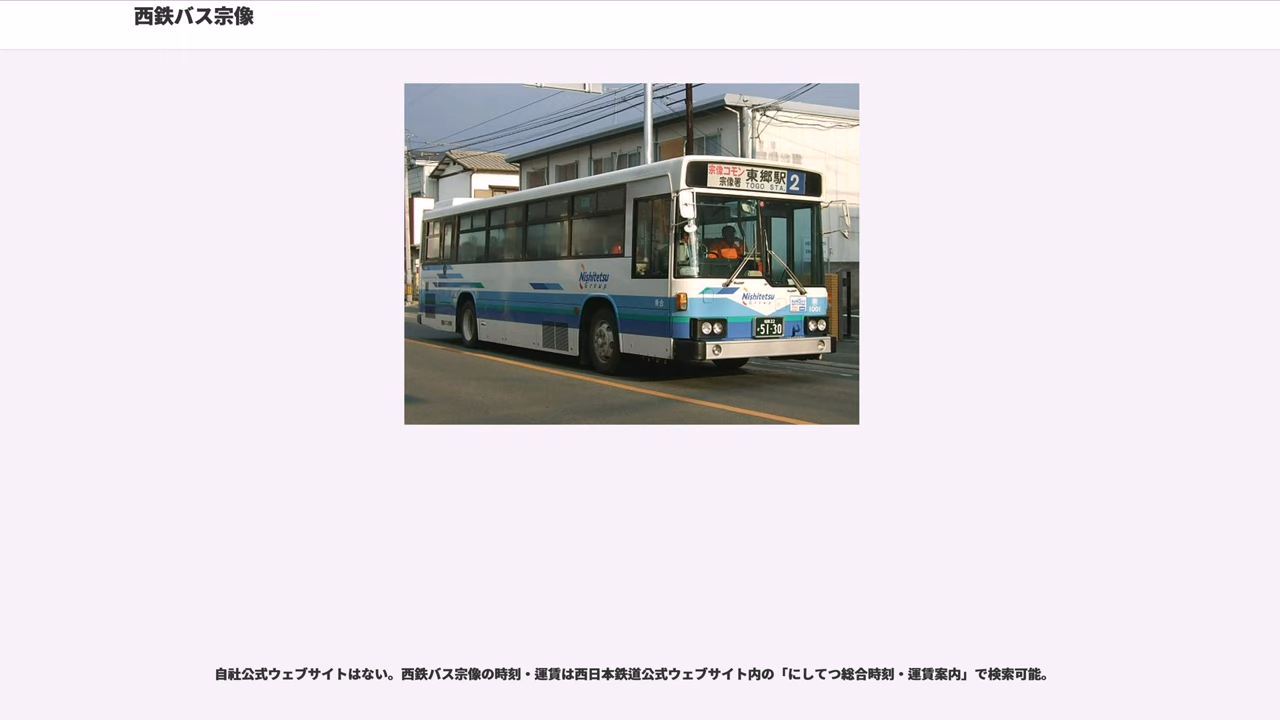 西鉄バス宗像
宗像コモン
宗像署
東郷駅
TOGO STA.
2
Nishitetsu
Group
Nishitetsu
Group
1001
51-30
自社公式ウェブサイトはない。西鉄バス宗像の時刻・運賃は西日本鉄道公式ウェブサイト内の「にしてつ総合時刻・運賃案内」で検索可能。